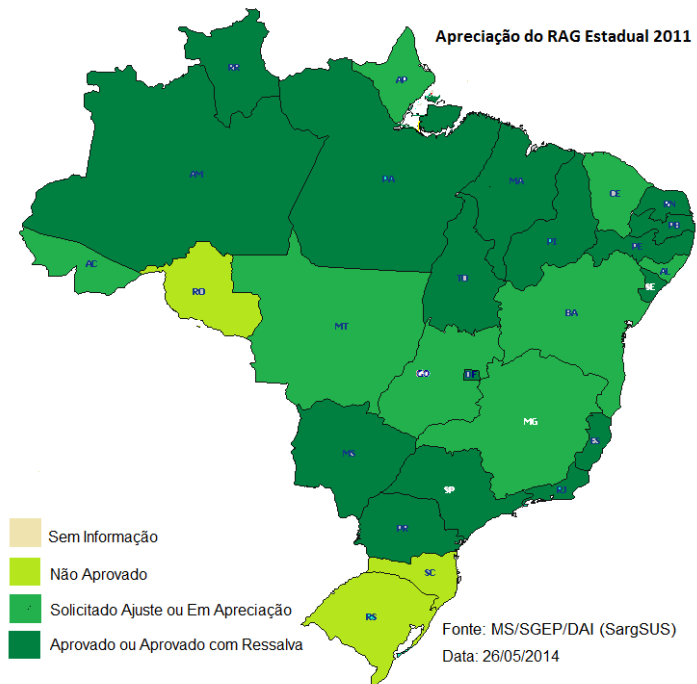 Apreciação do RAG Estadual 2011
RR
AP
AM
PA
MA
CE
RN
PB
PI
PE
AC
AL
TO
SE
RO
BA
MT
GO
DF
MG
MS
ES
SP
RJ
PR
SC
RS
Sem Informação
Não Aprovado
Solicitado Ajuste ou Em Apreciação
Aprovado ou Aprovado com Ressalva
Fonte: MS/SGEP/DAI (SargSUS)
Data: 26/05/2014